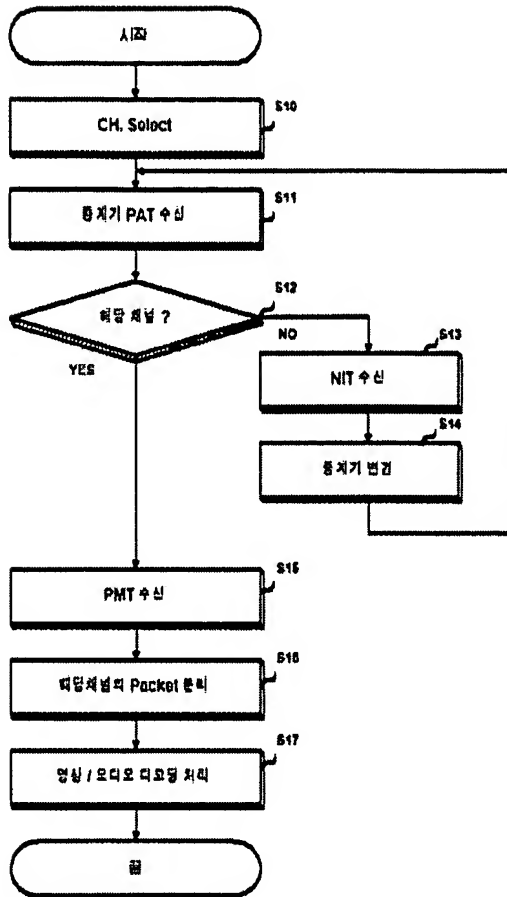 시작
S10
CH. Select
S11
중계기 PAT 수신
S12
해당 채널 ?
NO
YES
S13
NIT 수신
S14
중계기 변경
S15
PMT 수신
S16
해당채널의 Packet 분리
S17
영상 / 오디오 디코딩 처리
끝